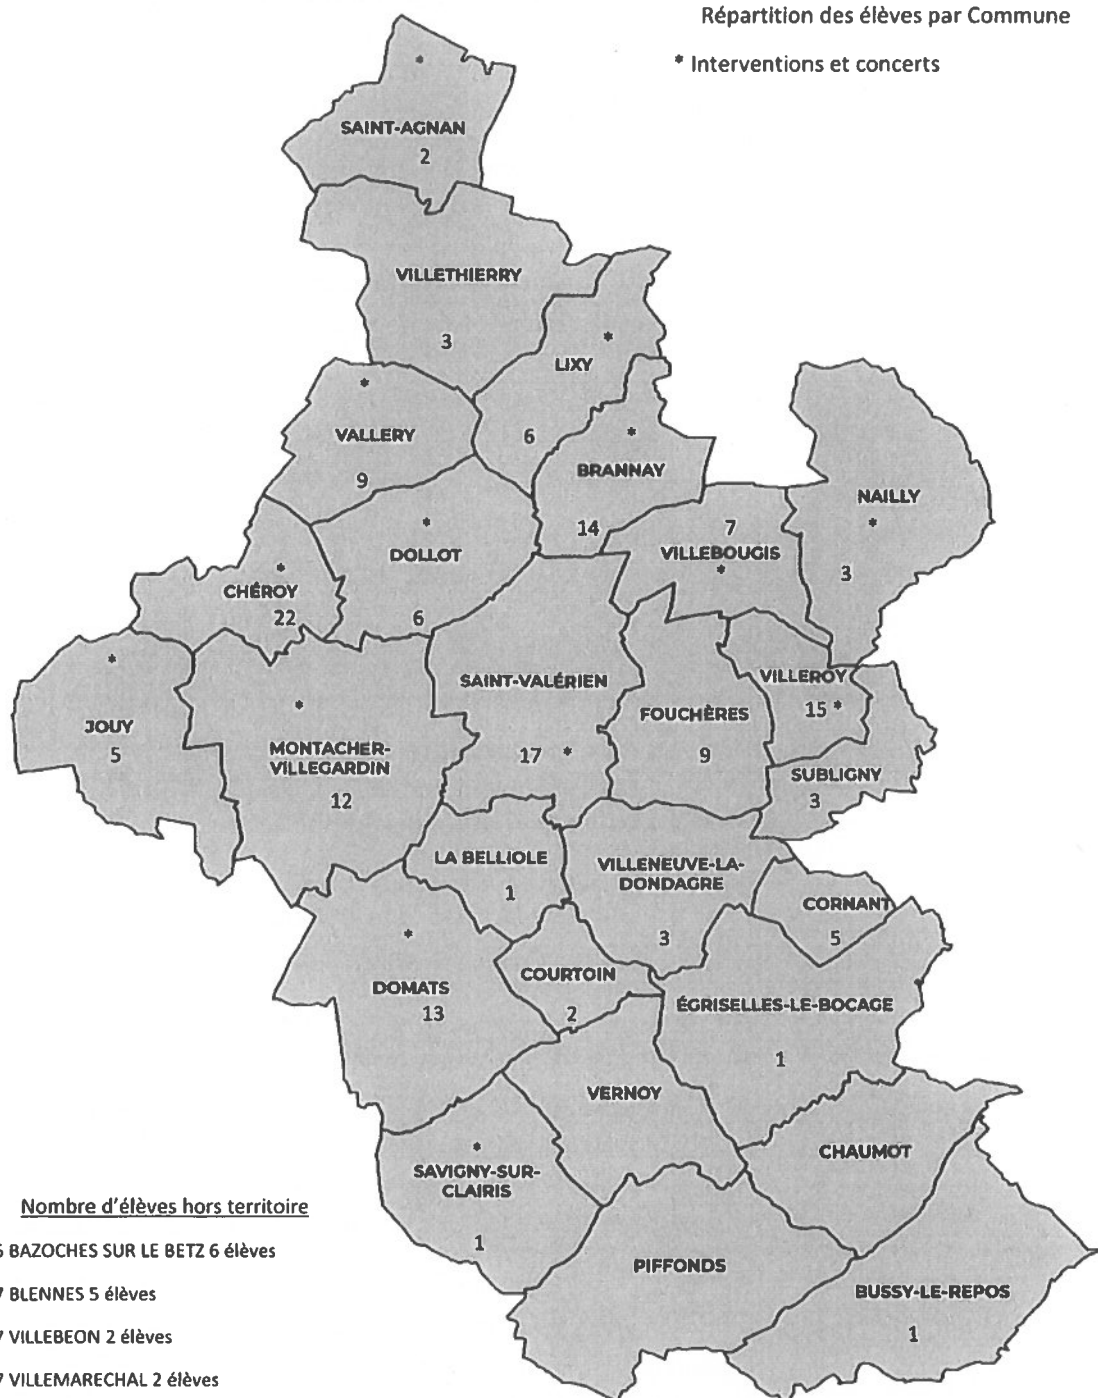 Répartition des élèves par Commune
* Interventions et concerts
*
SAINT-AGNAN
2
VILLETHIERRY
3
*
LIXY
6
*
VALLERY
9
*
BRANNAY
14
NAILLY
*
3
7
VILLEBOUGIS
*
*
DOLLOT
6
*
CHÉROY
22
*
JOUY
5
*
MONTACHER-
VILLEGARDIN
12
SAINT-VALÉRIEN
17 *
FOUCHÈRES
9
VILLEROY
15 *
SUBLIGNY
3
LA BELLIOLE
1
VILLENEUVE-LA-
DONDAGRE
3
CORNANT
5
*
DOMATS
13
COURTOIN
2
ÉGRISELLES-LE-BOCAGE
1
VERNOY
CHAUMOT
*
SAVIGNY-SUR-
CLAIRIS
1
PIFFONDS
BUSSY-LE-REPOS
1
Nombre d'élèves hors territoire
BAZOCHES SUR LE BETZ 6 élèves
7 BLENNES 5 élèves
7 VILLEBEON 2 élèves
7 VILLEMARECHAL 2 élèves